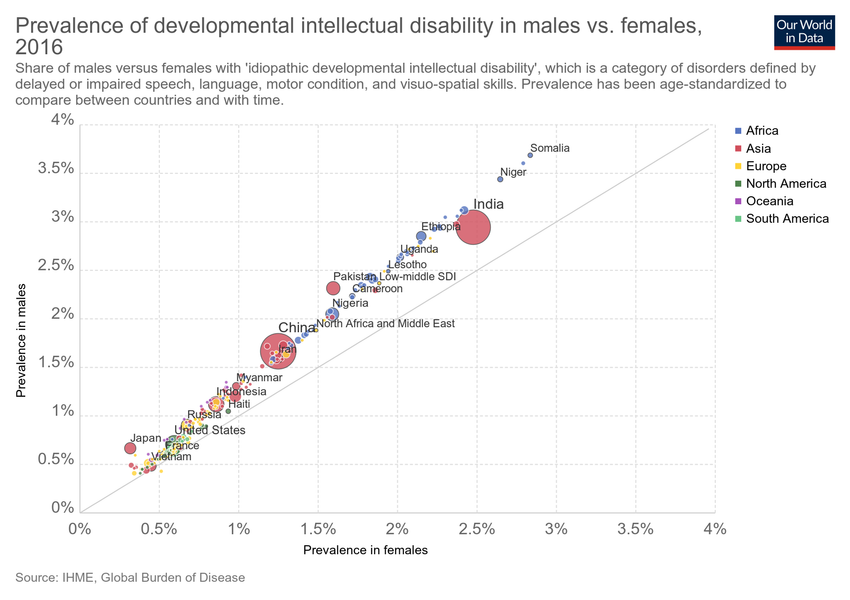 Prevalence of developmental intellectual disability in males vs. females,
2016
Our World
in Data
Share of males versus females with 'idiopathic developmental intellectual disability', which is a category of disorders defined by
delayed or impaired speech, language, motor condition, and visuo-spatial skills. Prevalence has been age-standardized to
compare between countries and with time.
4%
3.5%
3%
2.5%
2%
1.5%
1%
0.5%
0%
Prevalence in males
Somalia
Niger
India
Ethiopia
Uganda
Lesotho
Pakistan
Low-middle SDI
Cameroon
Nigeria
North Africa and Middle East
China
Iran
Myanmar
Indonesia
Haiti
Russia
United States
Japan
France
Vietnam
0%
0.5%
1%
1.5%
2%
2.5%
3%
3.5%
4%
Prevalence in females
Africa
Asia
Europe
North America
Oceania
South America
Source: IHME, Global Burden of Disease